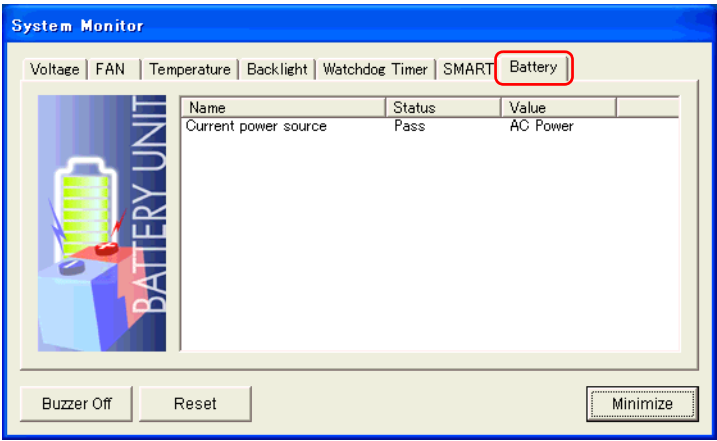 System Monitor
Voltage FAN Temperature Backlight Watchdog Timer SMART Battery
BATTERY UNIT
Name Status Value
Current power source Pass AC Power
Buzzer Off Reset Minimize